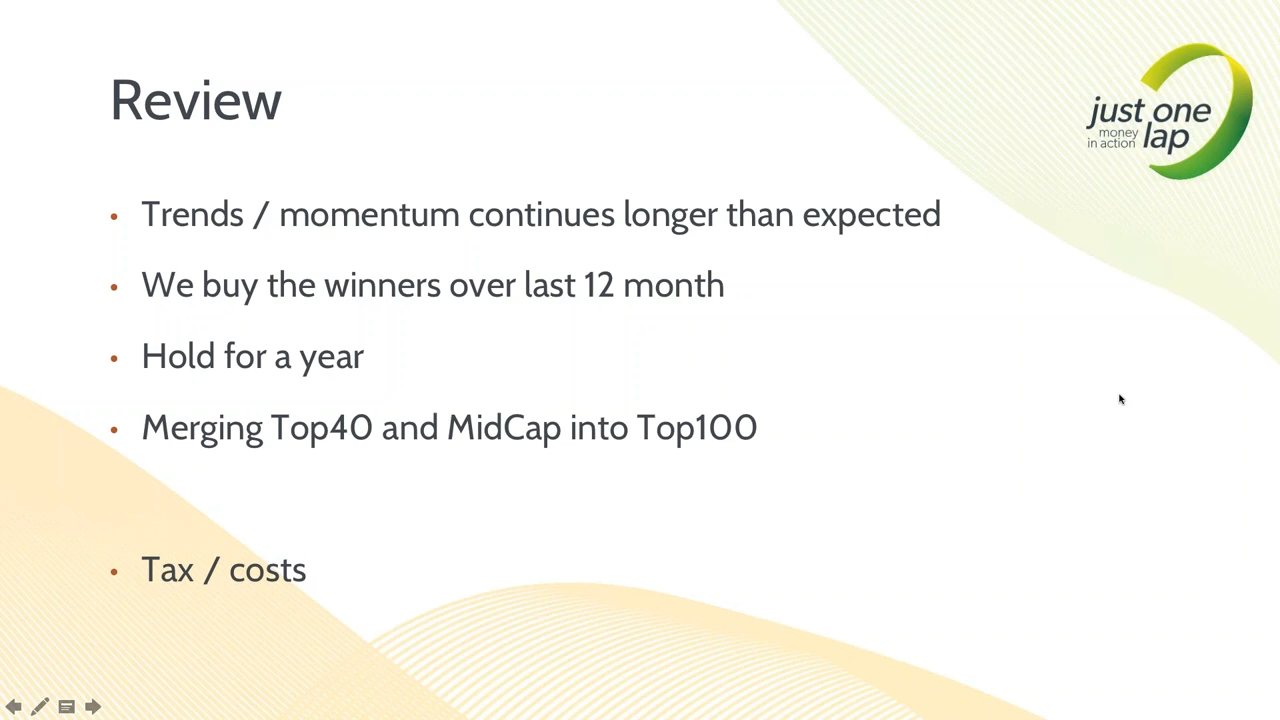 Review
just one
money
in action
lap
• Trends / momentum continues longer than expected
• We buy the winners over last 12 month
• Hold for a year
• Merging Top40 and MidCap into Top100
• Tax / costs